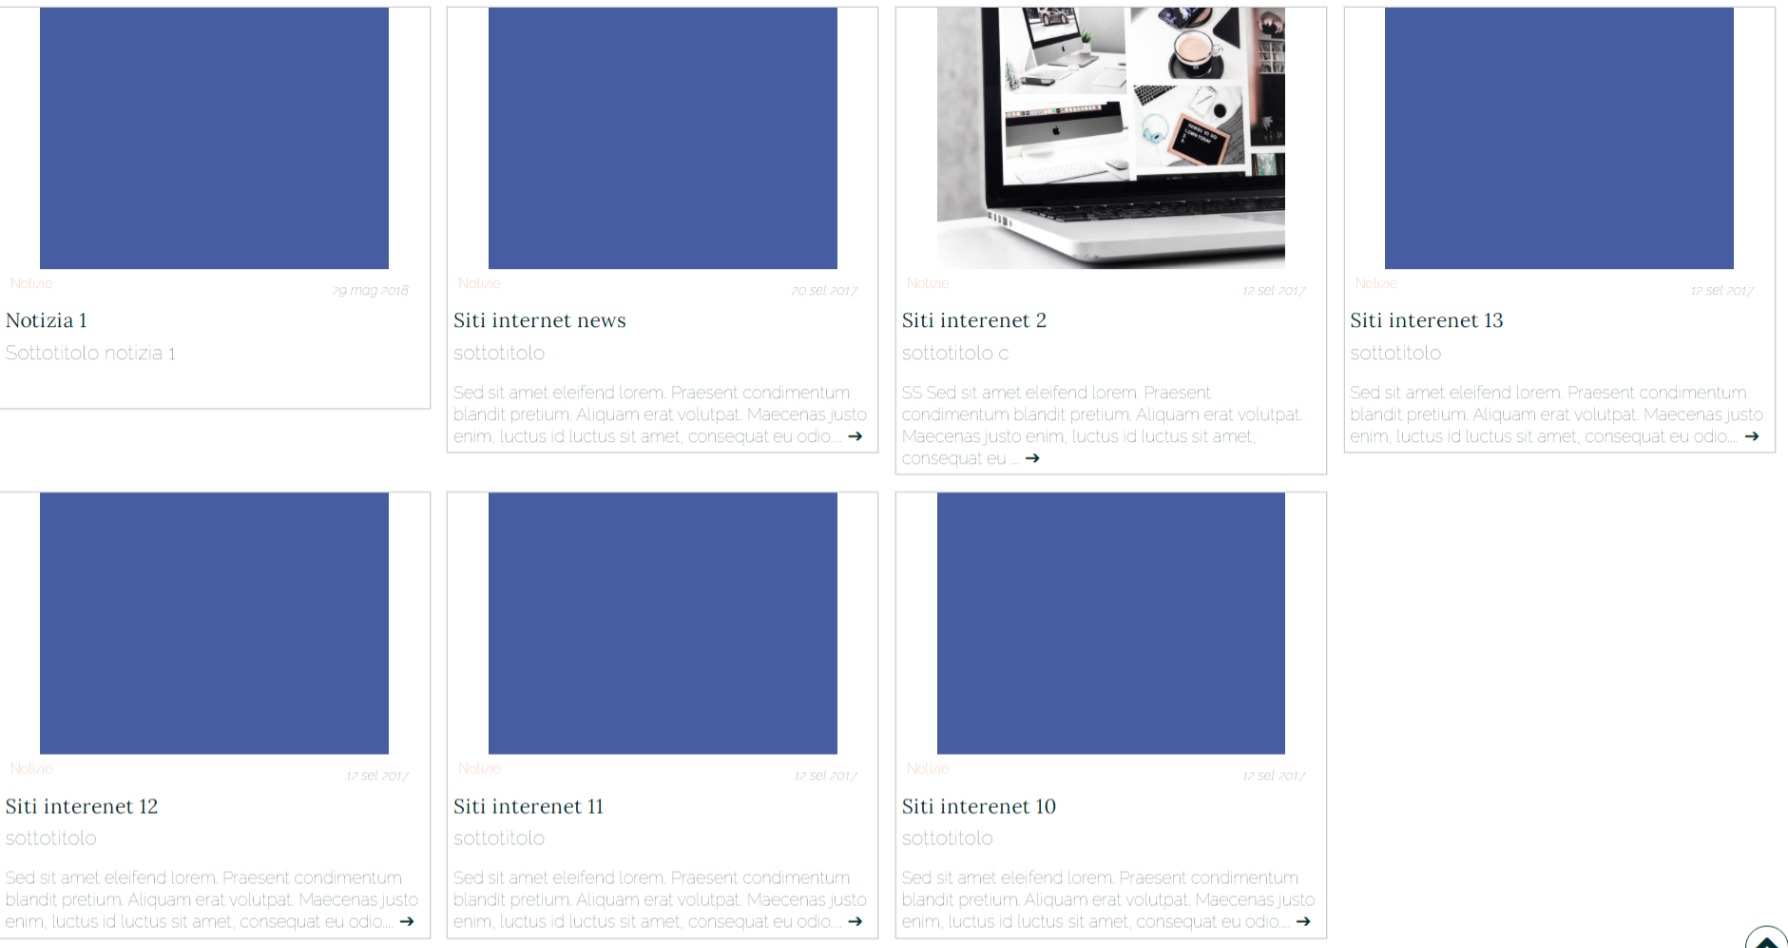 Notizie
29 mag 2018
Notizia 1
Sottotitolo notizia 1
Notizie
20 set 2017
Siti internet news
sottotitolo
Sed sit amet eleifend lorem. Praesent condimentum
blandit pretium. Aliquam erat volutpat. Maecenas justo
enim, luctus id luctus sit amet, consequat eu odio.... ➔
Notizie
12 set 2017
Siti interenet 2
sottotitolo c
SS Sed sit amet eleifend lorem. Praesent
condimentum blandit pretium. Aliquam erat volutpat.
Maecenas justo enim, luctus id luctus sit amet,
consequat eu ... ➔
Notizie
12 set 2017
Siti interenet 13
sottotitolo
Sed sit amet eleifend lorem. Praesent condimentum
blandit pretium. Aliquam erat volutpat. Maecenas justo
enim, luctus id luctus sit amet, consequat eu odio.... ➔
Notizie
12 set 2017
Siti interenet 12
sottotitolo
Sed sit amet eleifend lorem. Praesent condimentum
blandit pretium. Aliquam erat volutpat. Maecenas justo
enim, luctus id luctus sit amet, consequat eu odio.... ➔
Notizie
12 set 2017
Siti interenet 11
sottotitolo
Sed sit amet eleifend lorem. Praesent condimentum
blandit pretium. Aliquam erat volutpat. Maecenas justo
enim, luctus id luctus sit amet, consequat eu odio.... ➔
Notizie
12 set 2017
Siti interenet 10
sottotitolo
Sed sit amet eleifend lorem. Praesent condimentum
blandit pretium. Aliquam erat volutpat. Maecenas justo
enim, luctus id luctus sit amet, consequat eu odio.... ➔